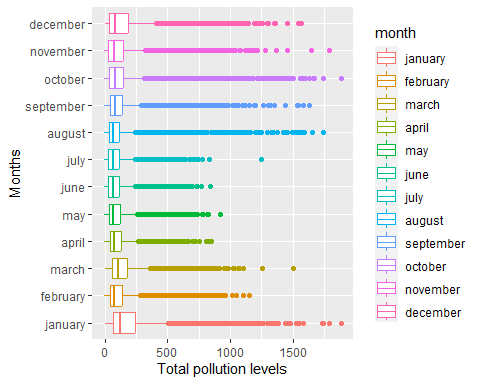 december
november
october
september
august
july
june
may
april
march
february
january
Months
0
500
1000
1500
Total pollution levels
month
january
february
march
april
may
june
july
august
september
october
november
december